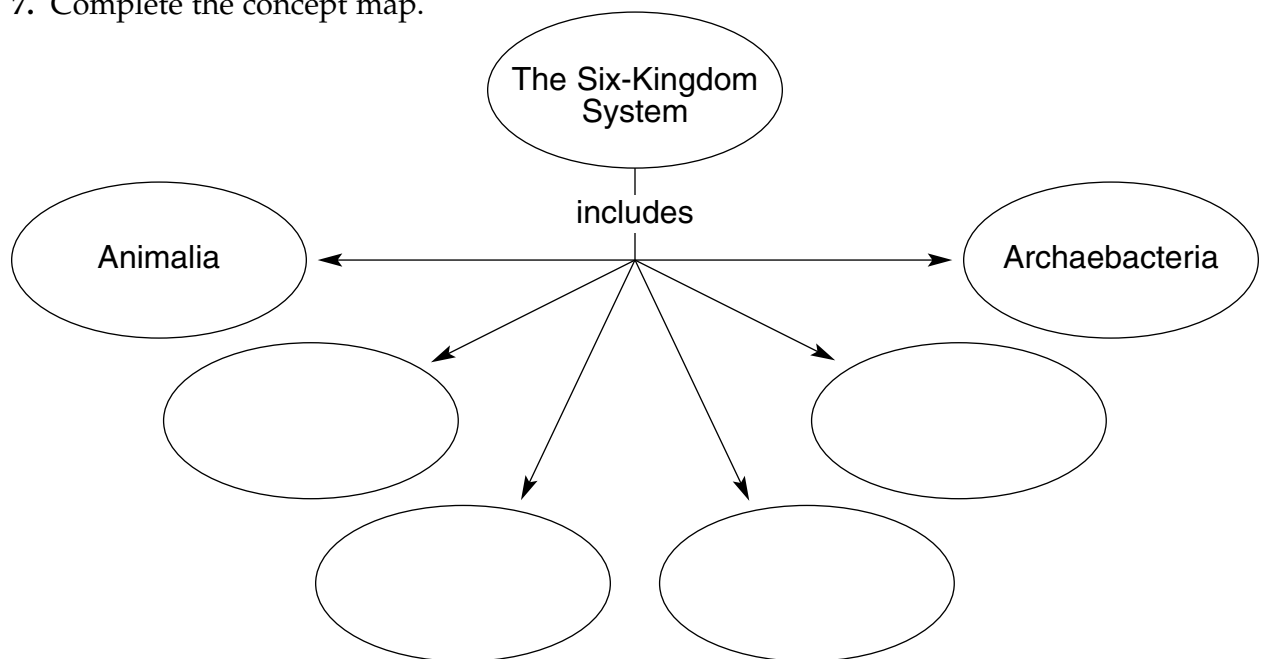 7. Complete the concept map.
The Six-Kingdom
System
includes
Animalia
Archaebacteria